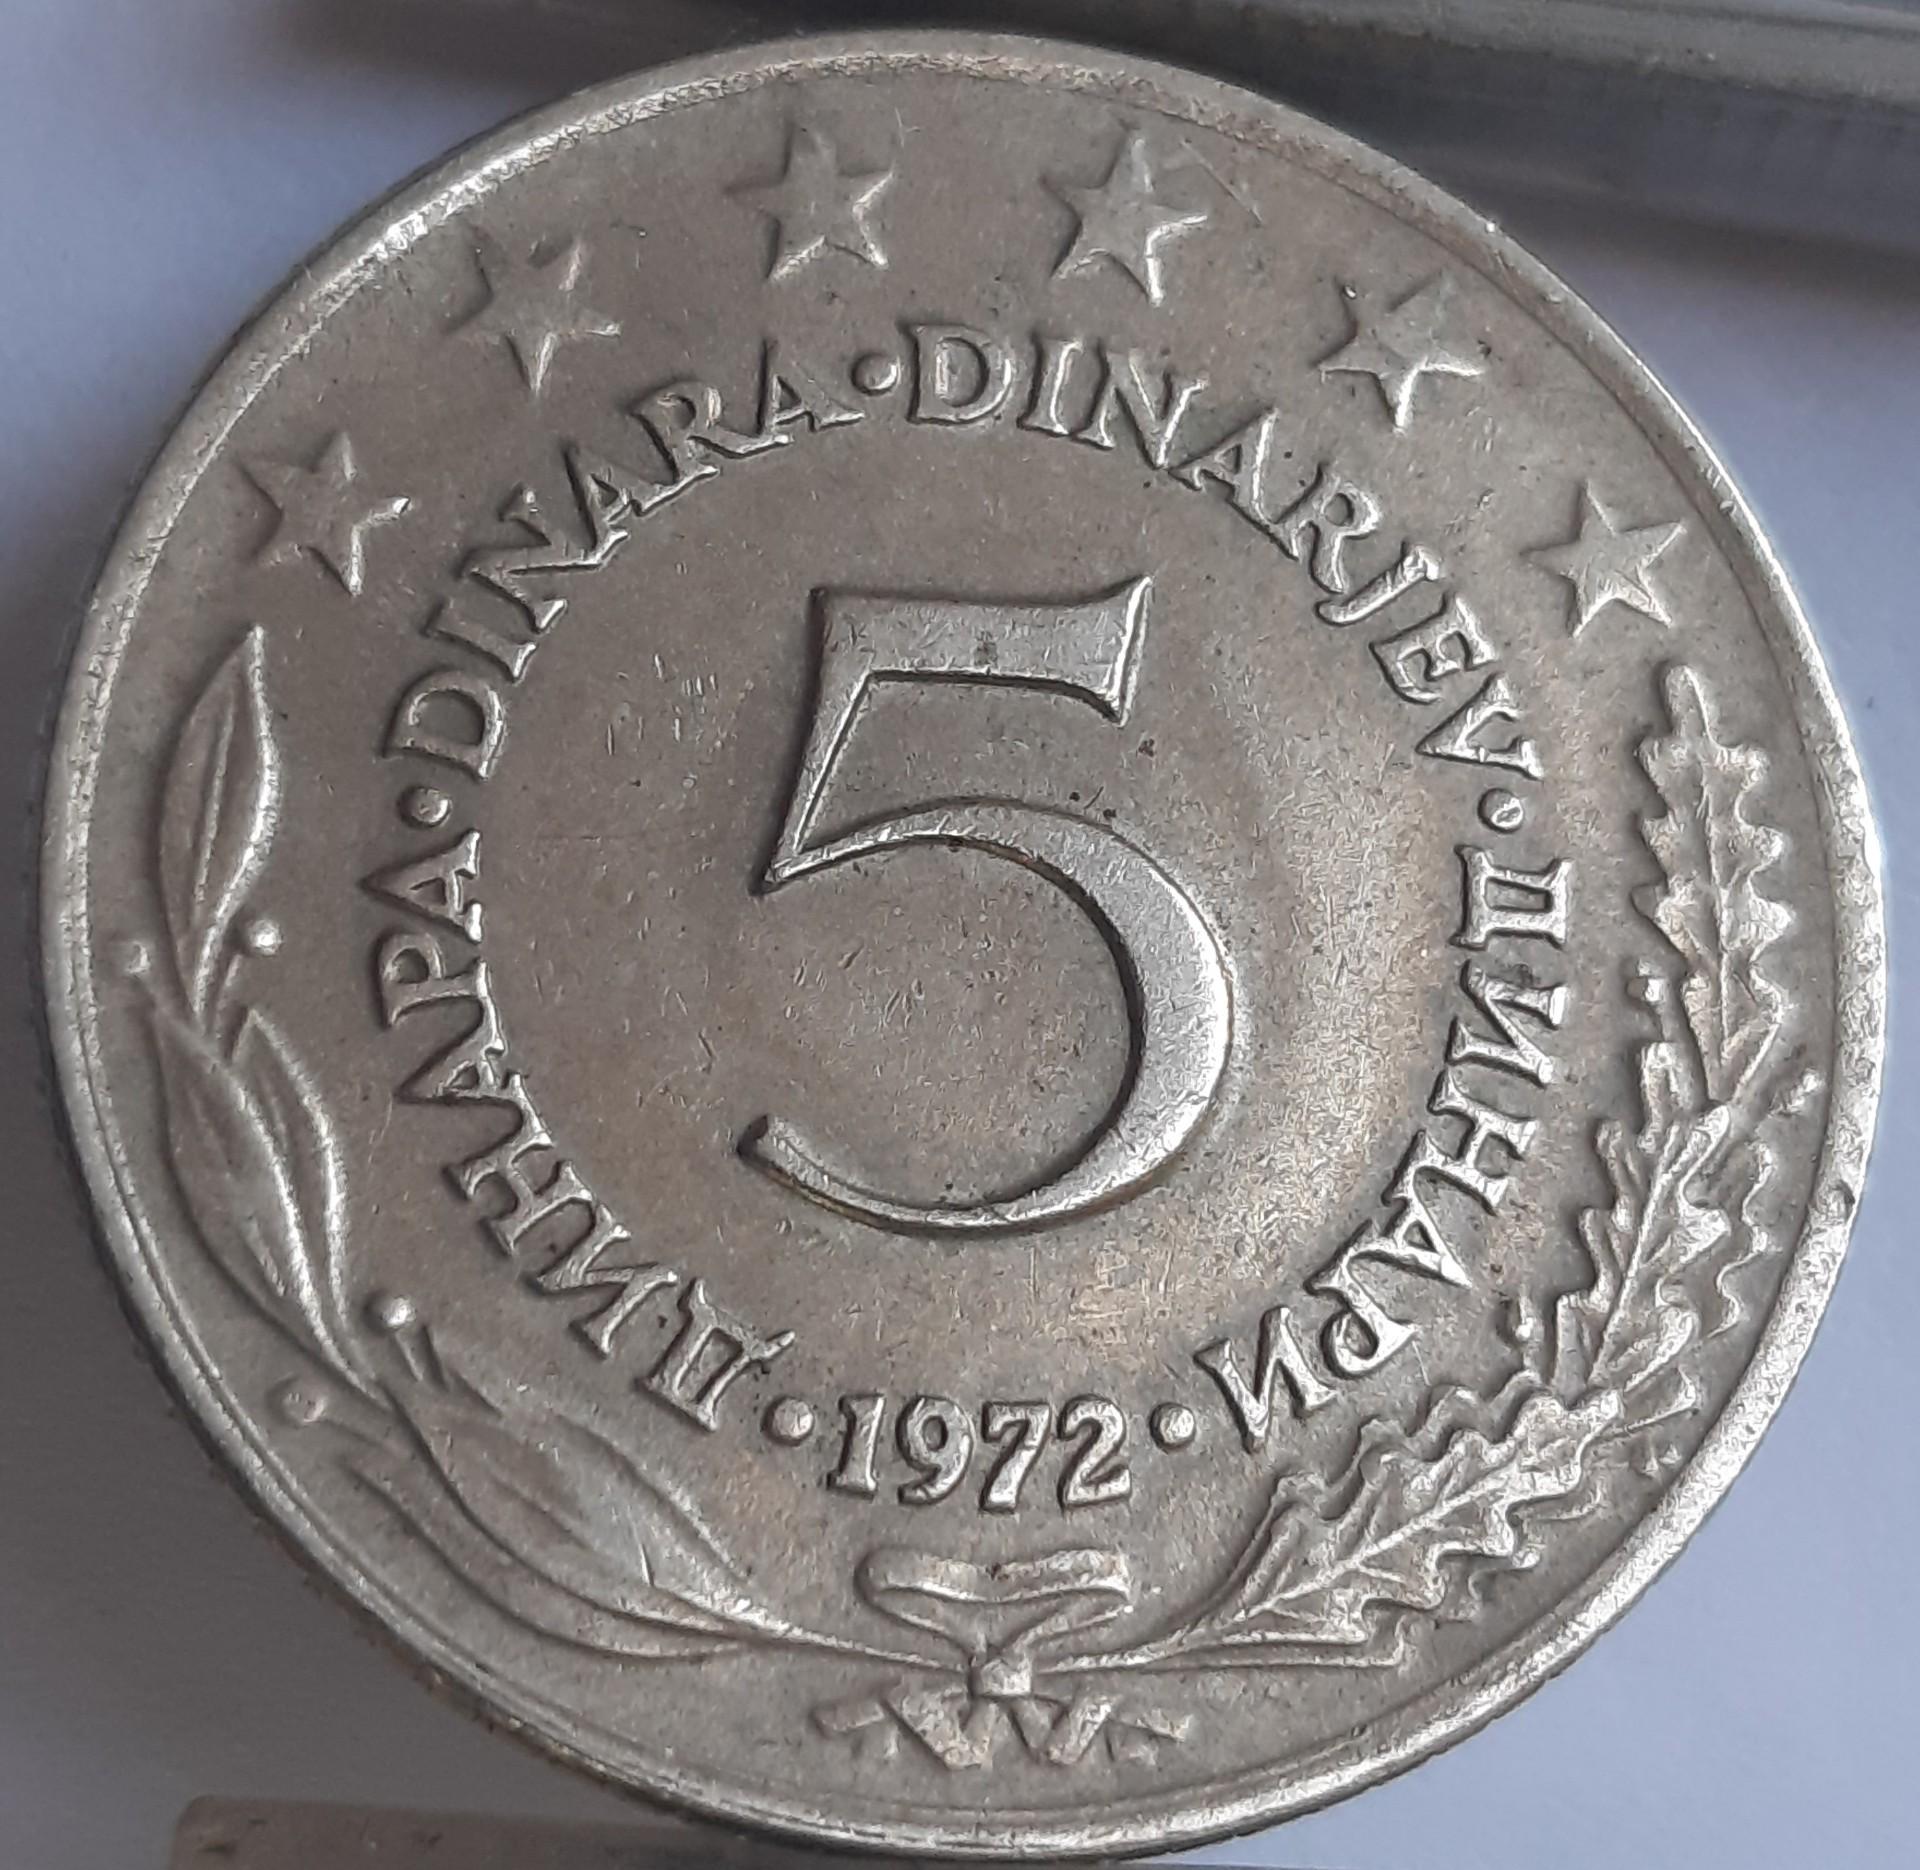 ДИНАРА · DINARA · DINARJEV · ДИНАРИ
5
· 1972 ·